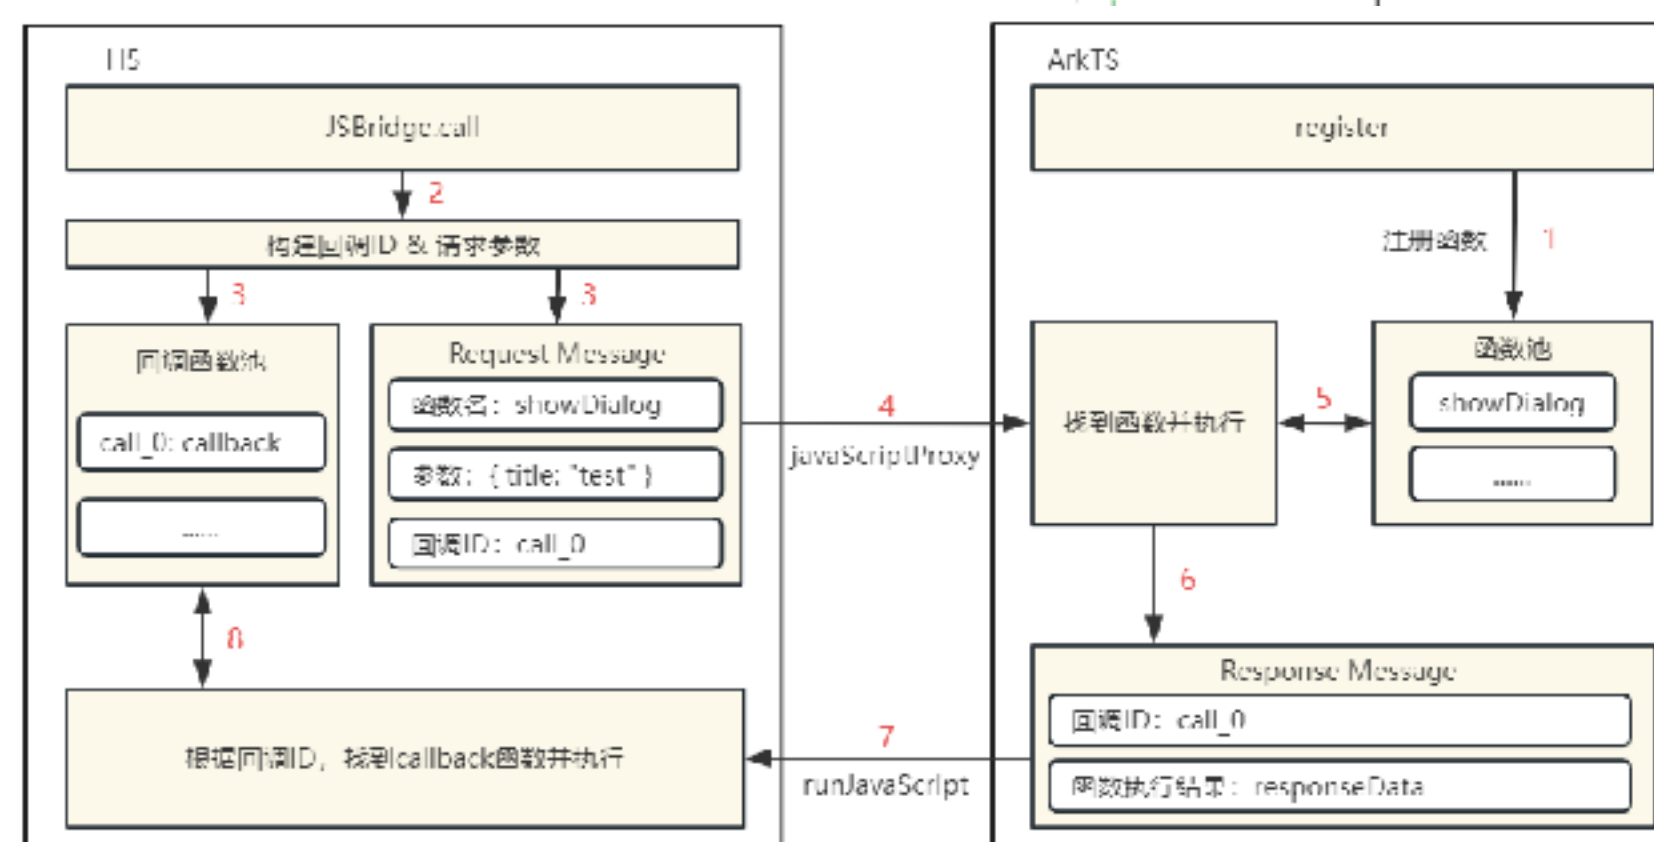 H5
JSBridge.call
2
构建回调ID & 请求参数
3
3
回调函数池
call_0: callback
......
Request Message
函数名：showDialog
参数：{ title: "test" }
回调ID：call_0
8
根据回调ID，找到callback函数并执行
4
javaScriptProxy
7
runJavaScript
ArkTS
register
注册函数
1
找到函数并执行
5
函数池
showDialog
......
6
Response Message
回调ID：call_0
函数执行结果：responseData